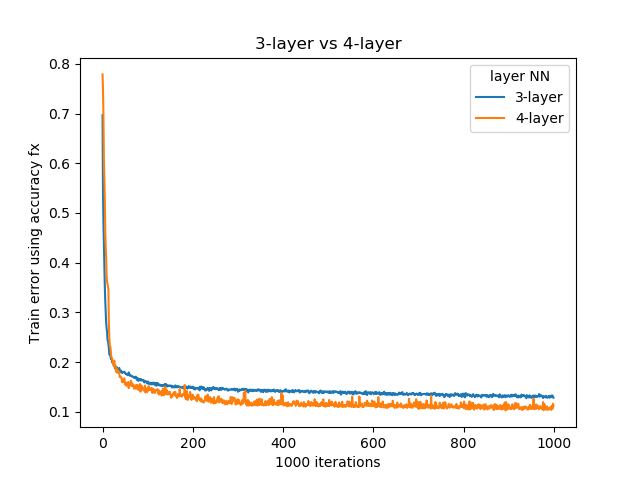 3-layer vs 4-layer
layer NN
3-layer
4-layer
Train error using accuracy fx
0.8
0.7
0.6
0.5
0.4
0.3
0.2
0.1
0
200
400
600
800
1000
1000 iterations